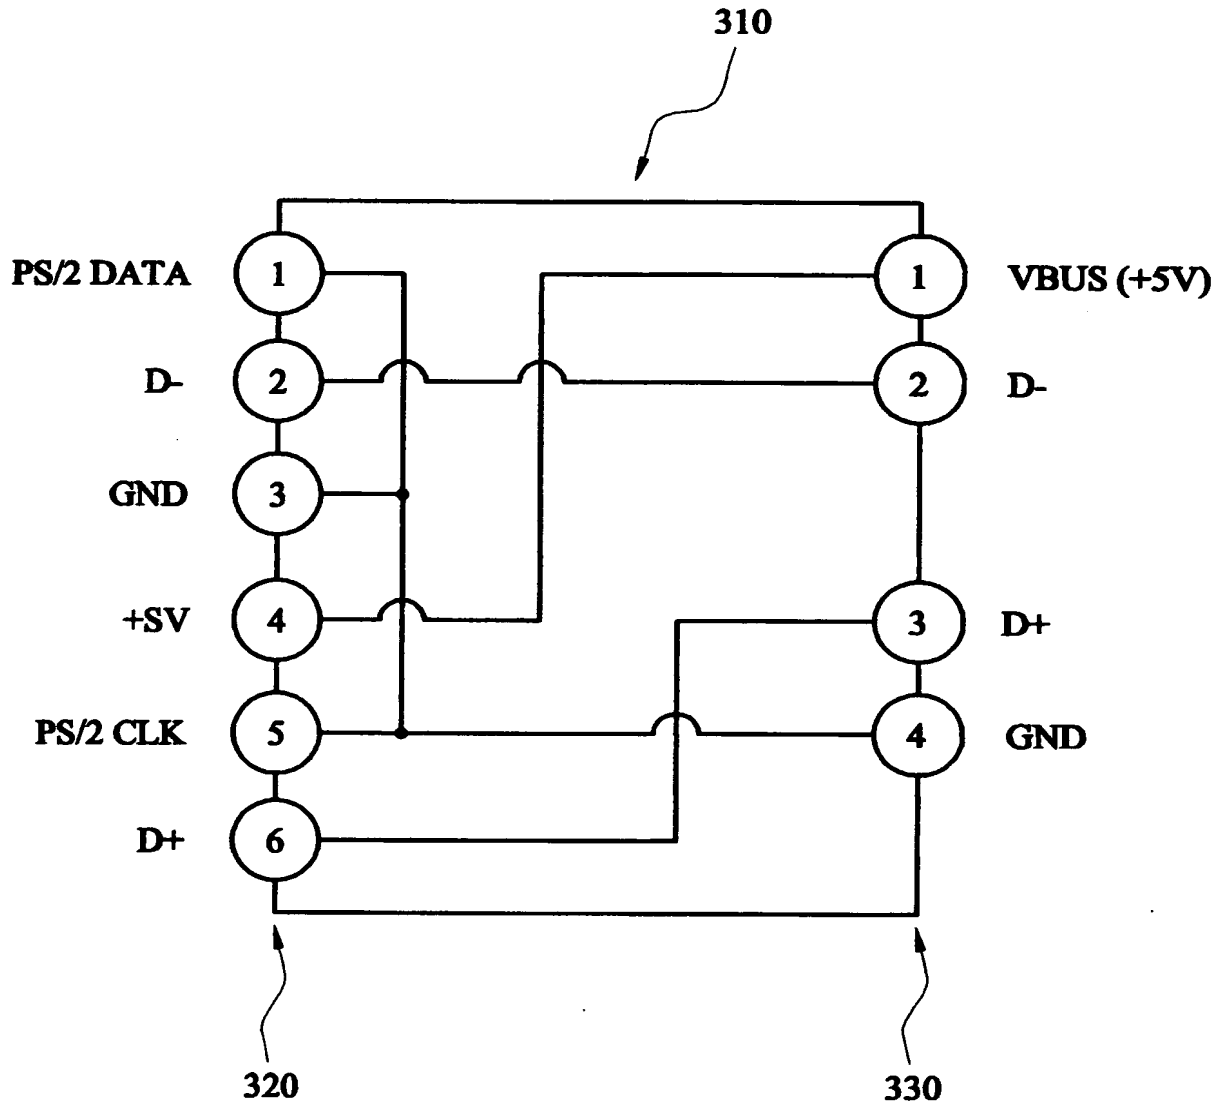 310
PS/2 DATA 1
1 VBUS (+5V)
D- 2
2 D-
GND 3
+SV 4
3 D+
PS/2 CLK 5
4 GND
D+ 6
320
330